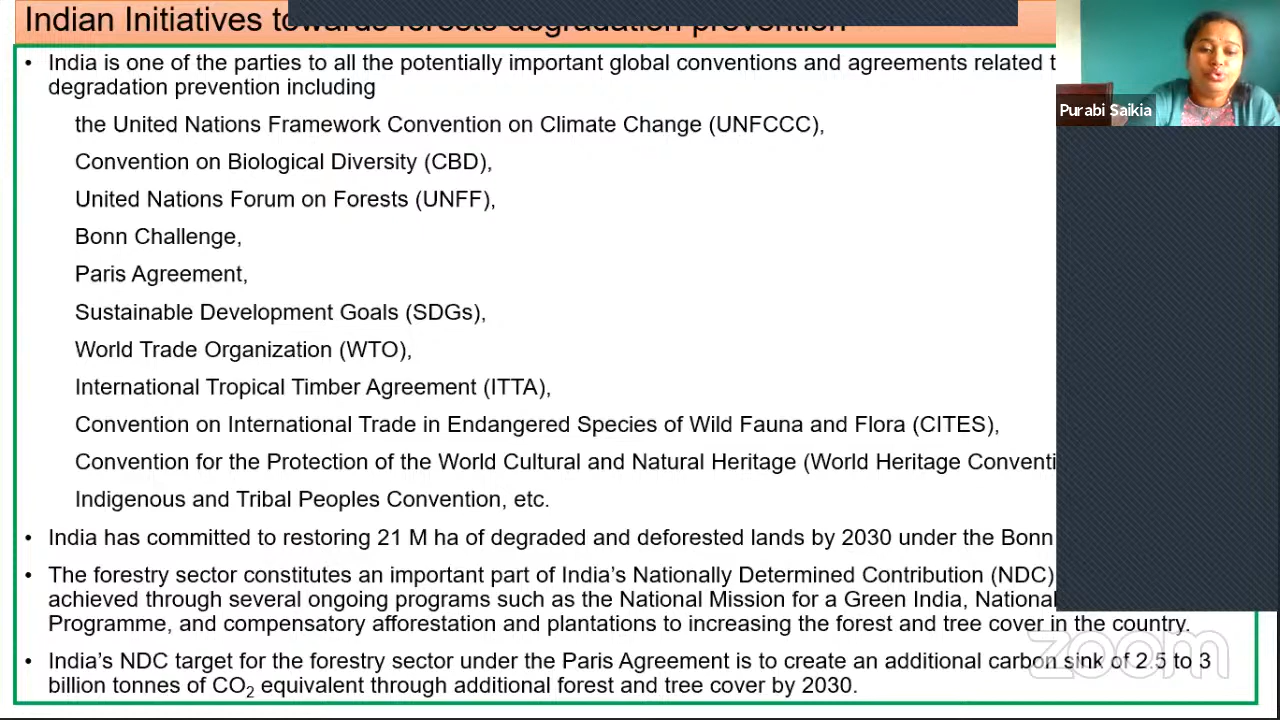 Indian Initiatives towards forsets degradation prevention
• India is one of the parties to all the potentially important global conventions and agreements related
degradation prevention including
the United Nations Framework Convention on Climate Change (UNFCCC),
Convention on Biological Diversity (CBD),
United Nations Forum on Forests (UNFF),
Bonn Challenge,
Paris Agreement,
Sustainable Development Goals (SDGs),
World Trade Organization (WTO),
International Tropical Timber Agreement (ITTA),
Convention on International Trade in Endangered Species of Wild Fauna and Flora (CITES),
Convention for the Protection of the World Cultural and Natural Heritage (World Heritage
Indigenous and Tribal Peoples Convention, etc.
• India has committed to restoring 21 M ha of degraded and deforested lands by 2030 under the Bonn
• The forestry sector constitutes an important part of India's Nationally Determined Contribution (NDC)
achieved through several ongoing programs such as the National Mission for a Green India, National
Programme, and compensatory afforestation and plantations to increasing the forest and tree cover in the country.
• India's NDC target for the forestry sector under the Paris Agreement is to create an additional carbon sink of 2.5 to 3
billion tonnes of CO2 equivalent through additional forest and tree cover by 2030.
Purabi Saikia
zoom